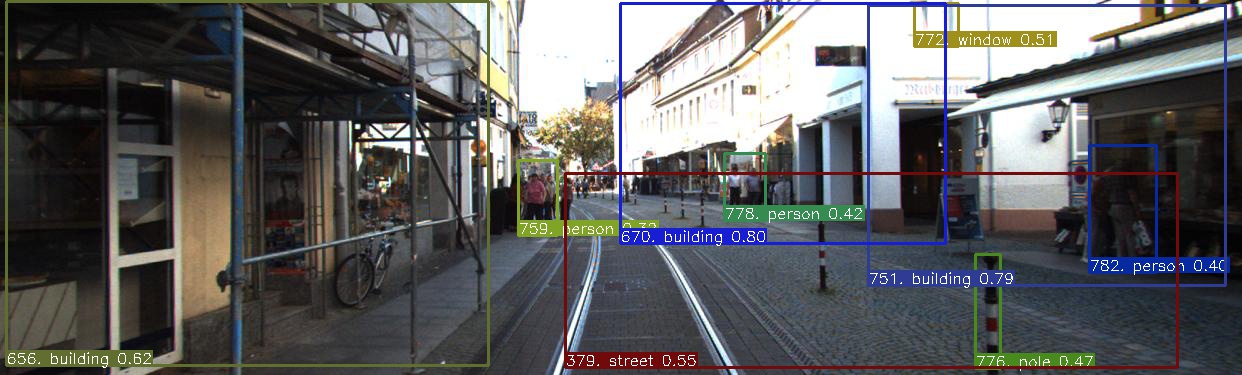 772. window 0.51
759. person 0.32
778. person 0.42
670. building 0.80
782. person 0.40
751. building 0.79
656. building 0.62
379. street 0.55
776. pole 0.47